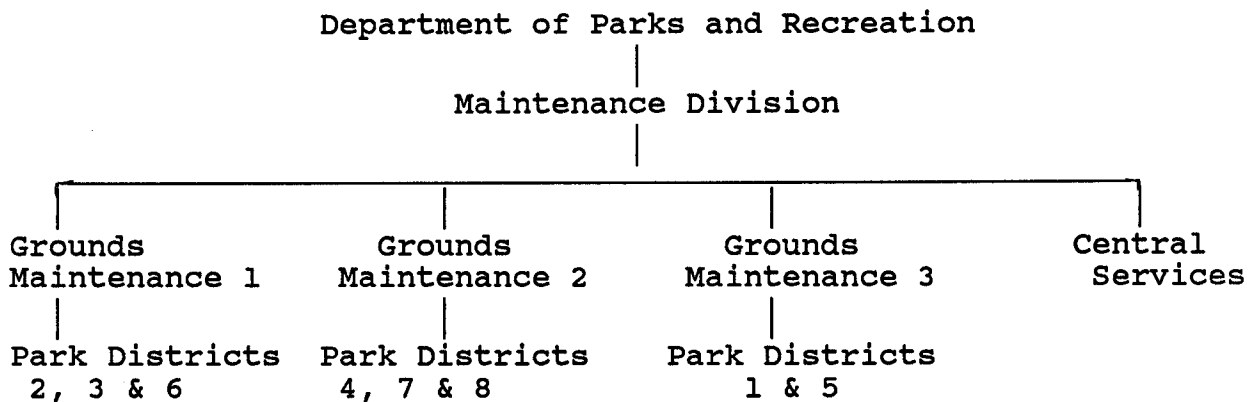 Department of Parks and Recreation
Maintenance Division
Grounds Maintenance 1
Grounds Maintenance 2
Grounds Maintenance 3
Central Services
Park Districts 2, 3 & 6
Park Districts 4, 7 & 8
Park Districts 1 & 5